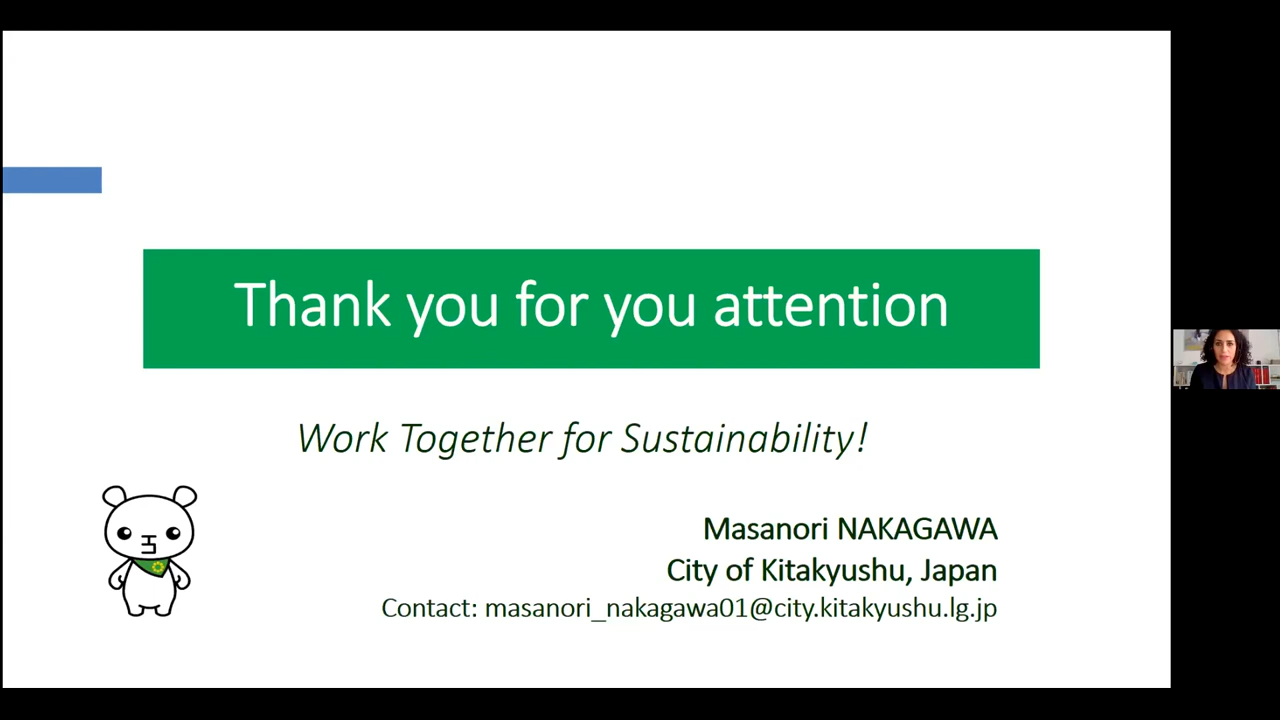 Thank you for you attention
Work Together for Sustainability!
Masanori NAKAGAWA
City of Kitakyushu, Japan
Contact: masanori_nakagawa01@city.kitakyushu.lg.jp